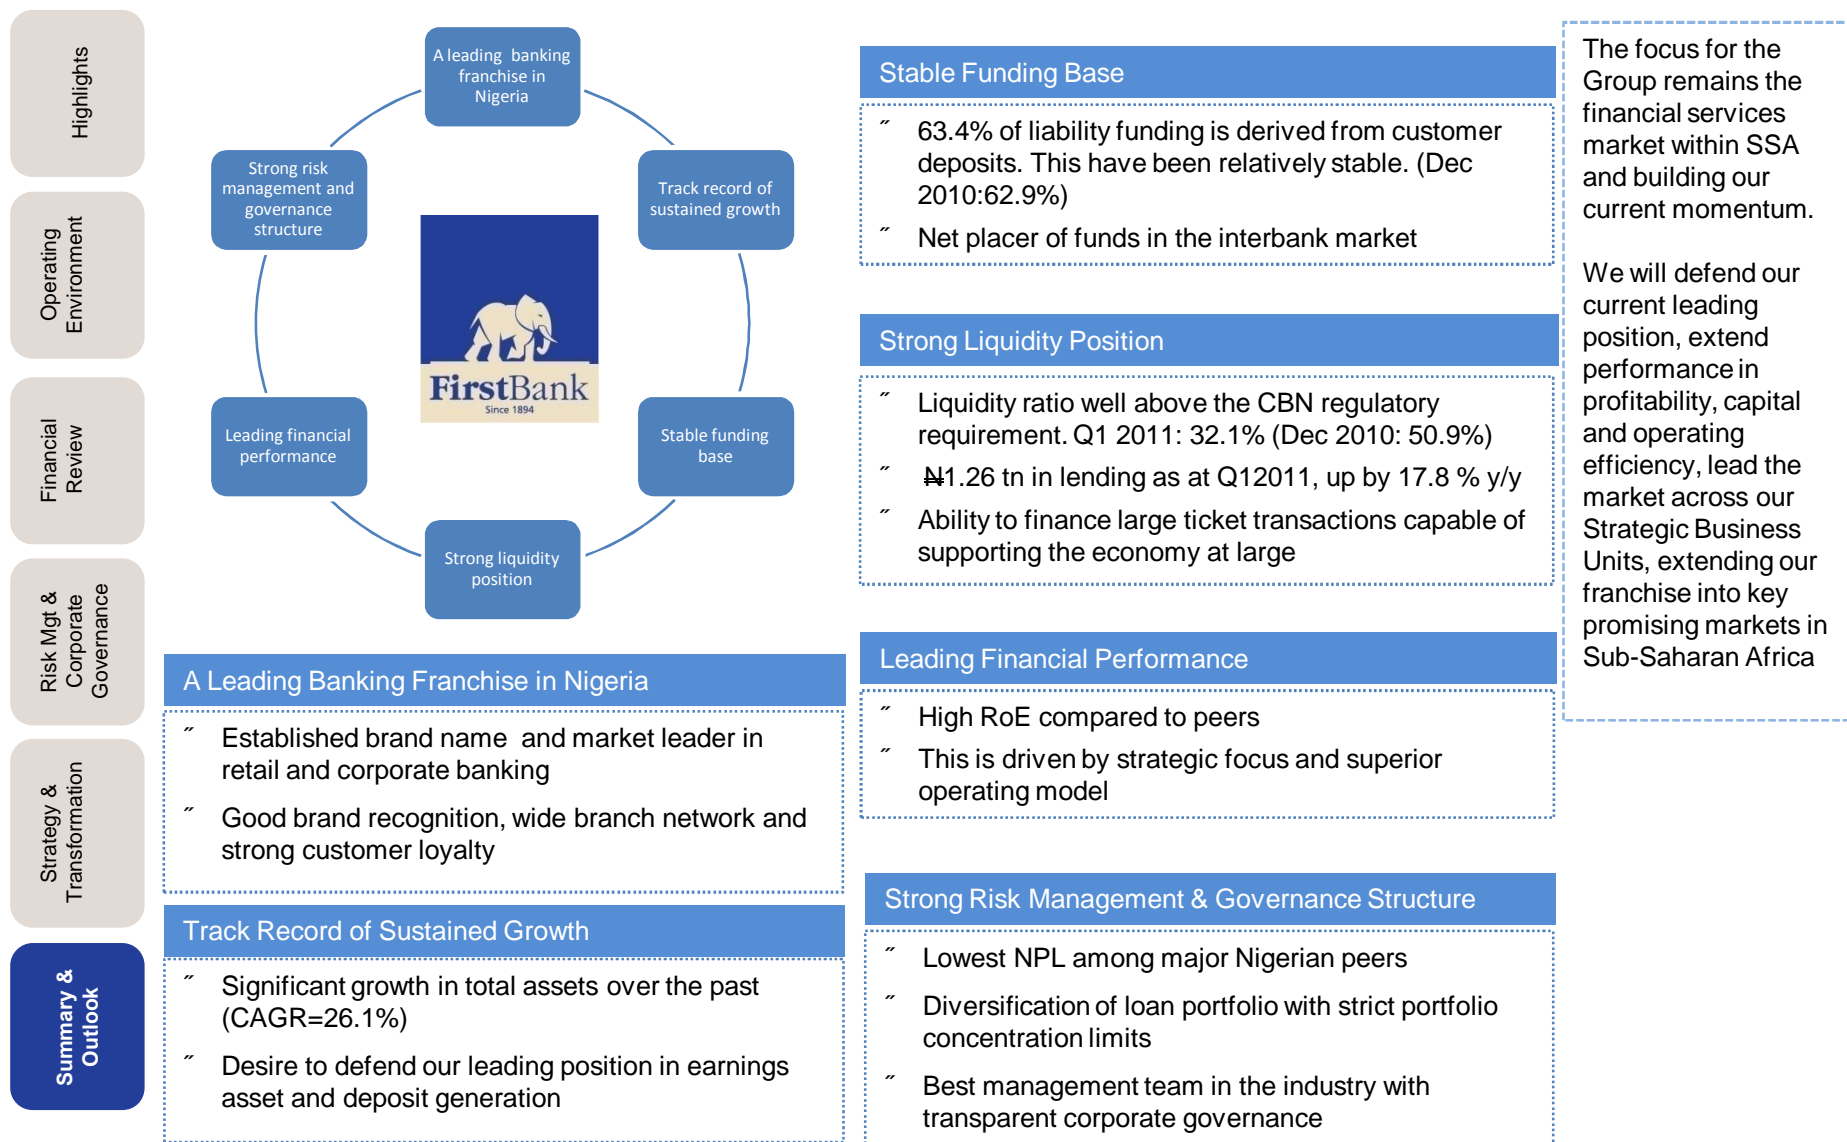 Highlights
Operating
Environment
Financial
Review
Risk Mgt &
Corporate
Governance
Strategy &
Transformation
Summary &
Outlook
A leading banking
franchise in
Nigeria
Track record of
sustained growth
Stable funding
base
Strong liquidity
position
Leading financial
performance
Strong risk
management and
governance
structure
FirstBank
Since 1894
A Leading Banking Franchise in Nigeria
˝ Established brand name and market leader in
retail and corporate banking
˝ Good brand recognition, wide branch network and
strong customer loyalty
Track Record of Sustained Growth
˝ Significant growth in total assets over the past
(CAGR=26.1%)
˝ Desire to defend our leading position in earnings
asset and deposit generation
Stable Funding Base
˝ 63.4% of liability funding is derived from customer
deposits. This have been relatively stable. (Dec
2010:62.9%)
˝ Net placer of funds in the interbank market
Strong Liquidity Position
˝ Liquidity ratio well above the CBN regulatory
requirement. Q1 2011: 32.1% (Dec 2010: 50.9%)
˝ ₦1.26 tn in lending as at Q12011, up by 17.8 % y/y
˝ Ability to finance large ticket transactions capable of
supporting the economy at large
Leading Financial Performance
˝ High RoE compared to peers
˝ This is driven by strategic focus and superior
operating model
Strong Risk Management & Governance Structure
˝ Lowest NPL among major Nigerian peers
˝ Diversification of loan portfolio with strict portfolio
concentration limits
˝ Best management team in the industry with
transparent corporate governance
The focus for the
Group remains the
financial services
market within SSA
and building our
current momentum.
We will defend our
current leading
position, extend
performance in
profitability, capital
and operating
efficiency, lead the
market across our
Strategic Business
Units, extending our
franchise into key
promising markets in
Sub-Saharan Africa